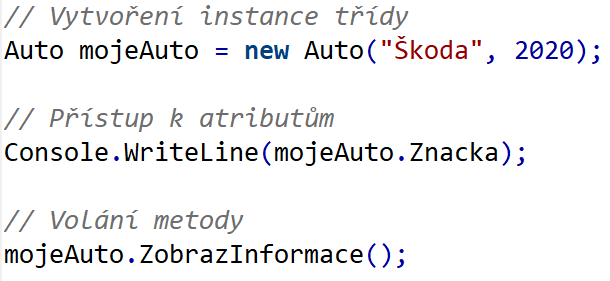 // Vytvoření instance třídy
Auto mojeAuto = new Auto("Škoda", 2020);
// Přístup k atributům
Console.WriteLine(mojeAuto.Znacka);
// Volání metody
mojeAuto.ZobrazInformace();